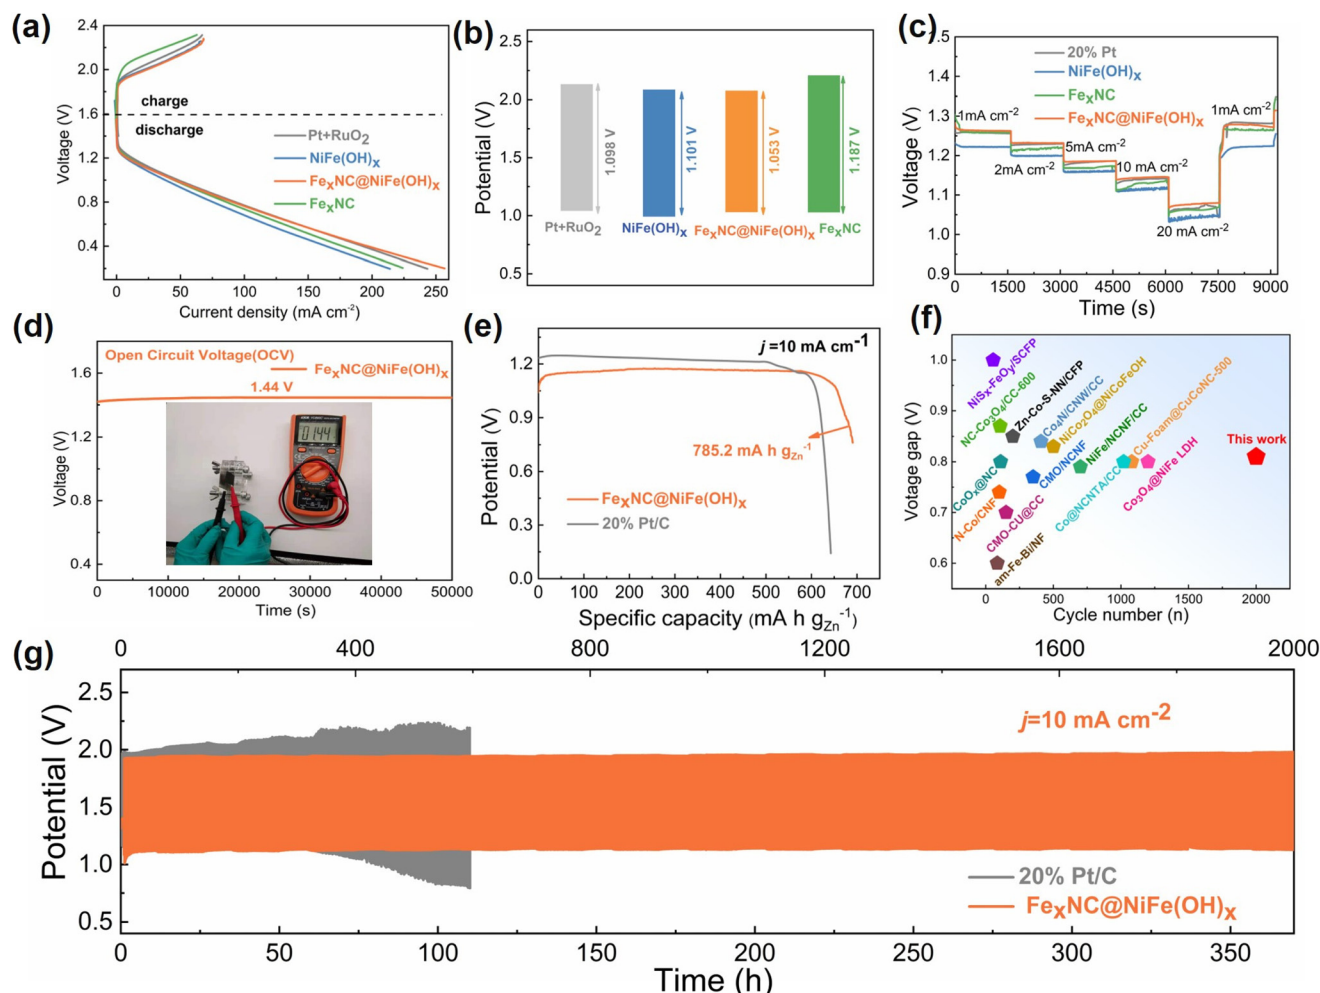 (a)
2.4
2.0
1.6
1.2
0.8
0.4
Voltage (V)
charge
discharge
Pt+RuO₂
NiFe(OH)ₓ
FeₓNC@NiFe(OH)ₓ
FeₓNC
0 50 100 150 200 250
Current density (mA cm⁻²)
(b)
2.5
2.0
1.5
1.0
0.5
Potential (V)
1.098 V
1.101 V
1.053 V
1.187 V
Pt+RuO₂
NiFe(OH)ₓ
FeₓNC@NiFe(OH)ₓ
FeₓNC
(c)
1.5
1.4
1.3
1.2
1.1
1.0
0.9
Voltage (V)
20% Pt
NiFe(OH)ₓ
FeₓNC
FeₓNC@NiFe(OH)ₓ
1mA cm⁻²
2mA cm⁻²
5mA cm⁻²
10 mA cm⁻²
20 mA cm⁻²
1mA cm⁻²
0 1500 3000 4500 6000 7500 9000
Time (s)
(d)
1.6
1.2
0.8
0.4
Voltage (V)
Open Circuit Voltage(OCV)
FeₓNC@NiFe(OH)ₓ
1.44 V
0144
0 10000 20000 30000 40000 50000
Time (s)
(e)
1.2
0.9
0.6
1.2
0.3
0.0
Potential (V)
j=10 mA cm⁻¹
785.2 mA h g_Zn⁻¹
FeₓNC@NiFe(OH)ₓ
20% Pt/C
0 100 200 300 400 500 600 700
Specific capacity (mA h g_Zn⁻¹)
(f)
1.0
0.9
0.8
0.7
0.6
Votage gap (V)
NiSₓ-FeOᵧ/SCFP
NC-Co₃O₄/CC-600
Zn-Co-S-NN/CFP
Co₄N/CNW/CC
NiCo₂O₄@NiCoFeOH
CoOₓ@NC
CMO/NCNF
NiFe/NCNF/CC
Cu-Foam@CuCoNC-500
Co@NCNTA/CC
Co₃O₄@NiFe LDH
This work
N-Co/CNF
CMO-CU@CC
am-Fe-Bi/NF
0 500 1000 1500 2000
Cycle number (n)
(g)
0 400 800 1200 1600 2000
2.5
2.0
1.5
1.0
0.5
Potential (V)
j=10 mA cm⁻²
20% Pt/C
FeₓNC@NiFe(OH)ₓ
0 50 100 150 200 250 300 350
Time (h)